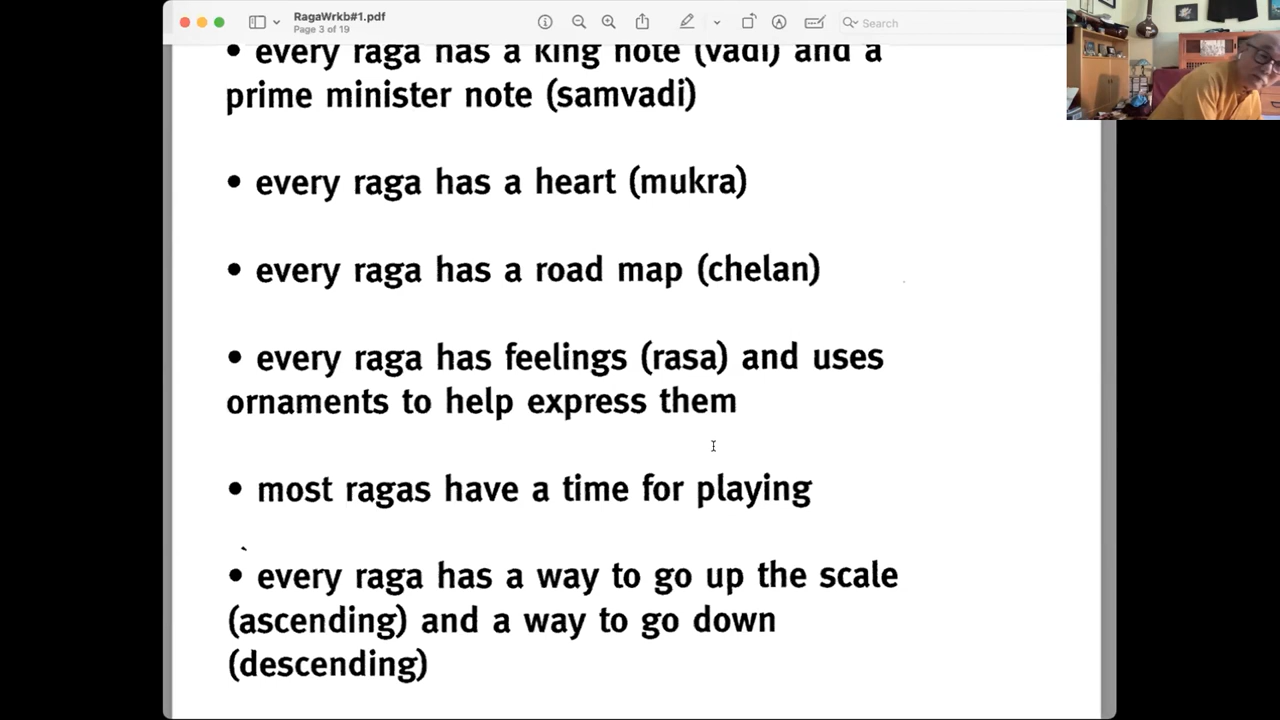 RagaWrkb#1.pdf
Page 3 of 19
Search
• every raga has a king note (vadi) and a
prime minister note (samvadi)
• every raga has a heart (mukra)
• every raga has a road map (chelan)
• every raga has feelings (rasa) and uses
ornaments to help express them
• most ragas have a time for playing
• every raga has a way to go up the scale
(ascending) and a way to go down
(descending)